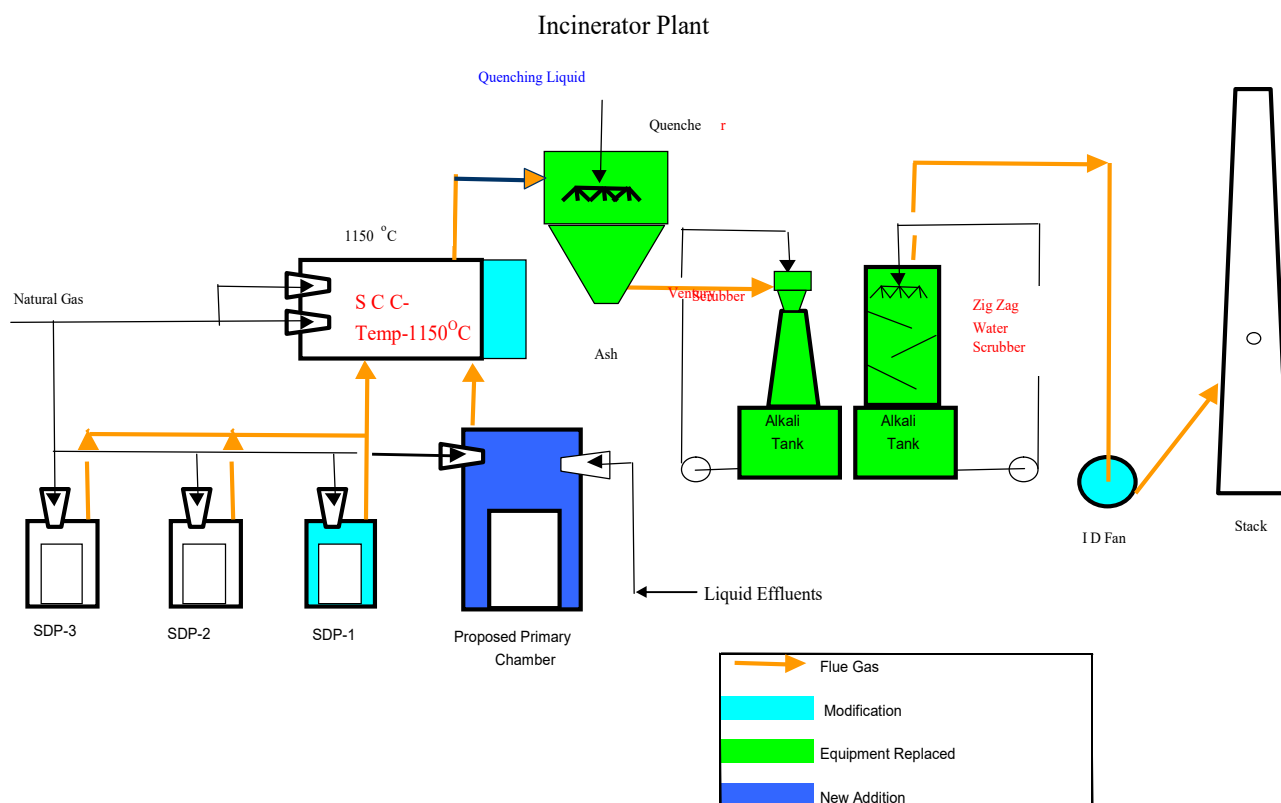 Incinerator Plant
Quenching Liquid
Quenche r
1150 °C
Natural Gas
S C C-
Temp-1150°C
Ventury
Scrubber
Zig Zag
Water
Scrubber
Ash
Alkali
Tank
Alkali
Tank
I D Fan
Stack
Liquid Effluents
SDP-3
SDP-2
SDP-1
Proposed Primary
Chamber
Flue Gas
Modification
Equipment Replaced
New Addition